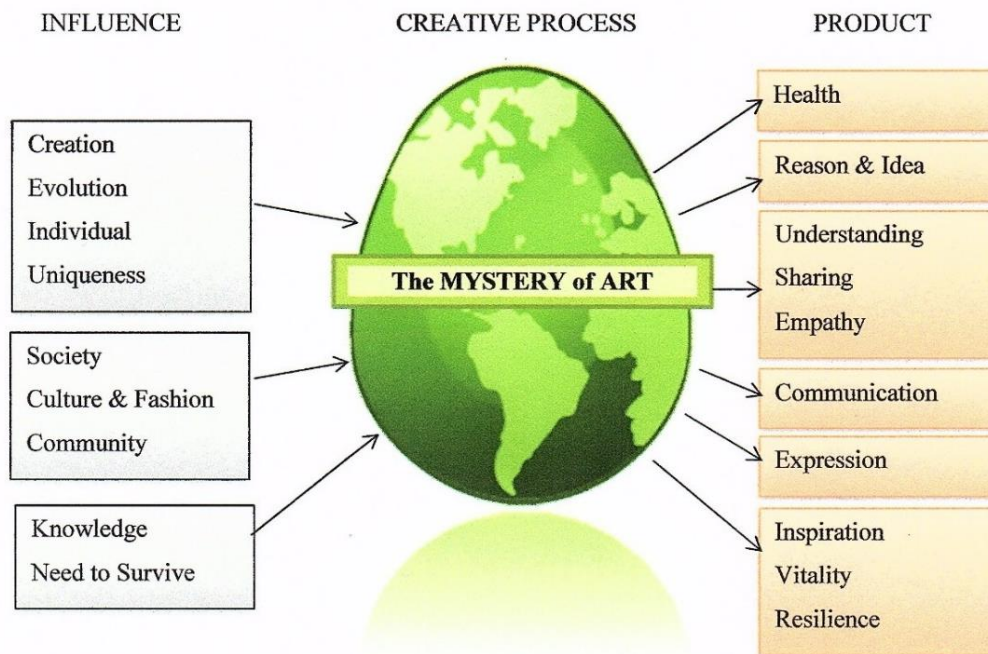 INFLUENCE
CREATIVE PROCESS
PRODUCT
Creation
Evolution
Individual
Uniqueness
Society
Culture & Fashion
Community
Knowledge
Need to Survive
The MYSTERY of ART
Health
Reason & Idea
Understanding
Sharing
Empathy
Communication
Expression
Inspiration
Vitality
Resilience